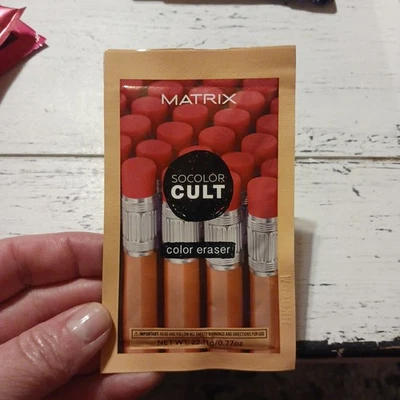 MATRIX
SOCOLOR
CULT
color eraser
IMPORTANT: READ AND FOLLOW ALL SAFETY WARNINGS AND DIRECTIONS FOR USE